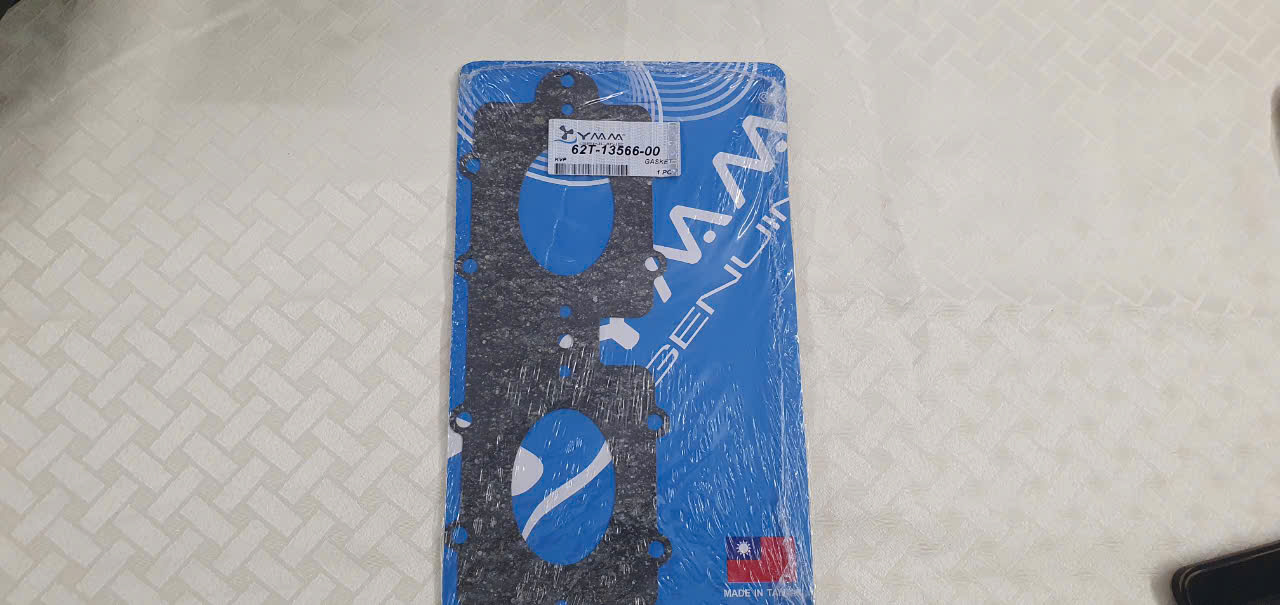 YMM
62T-13566-00
KVP
GASKET
1 PC
YMM
GENUIN
MADE IN TAIWAN